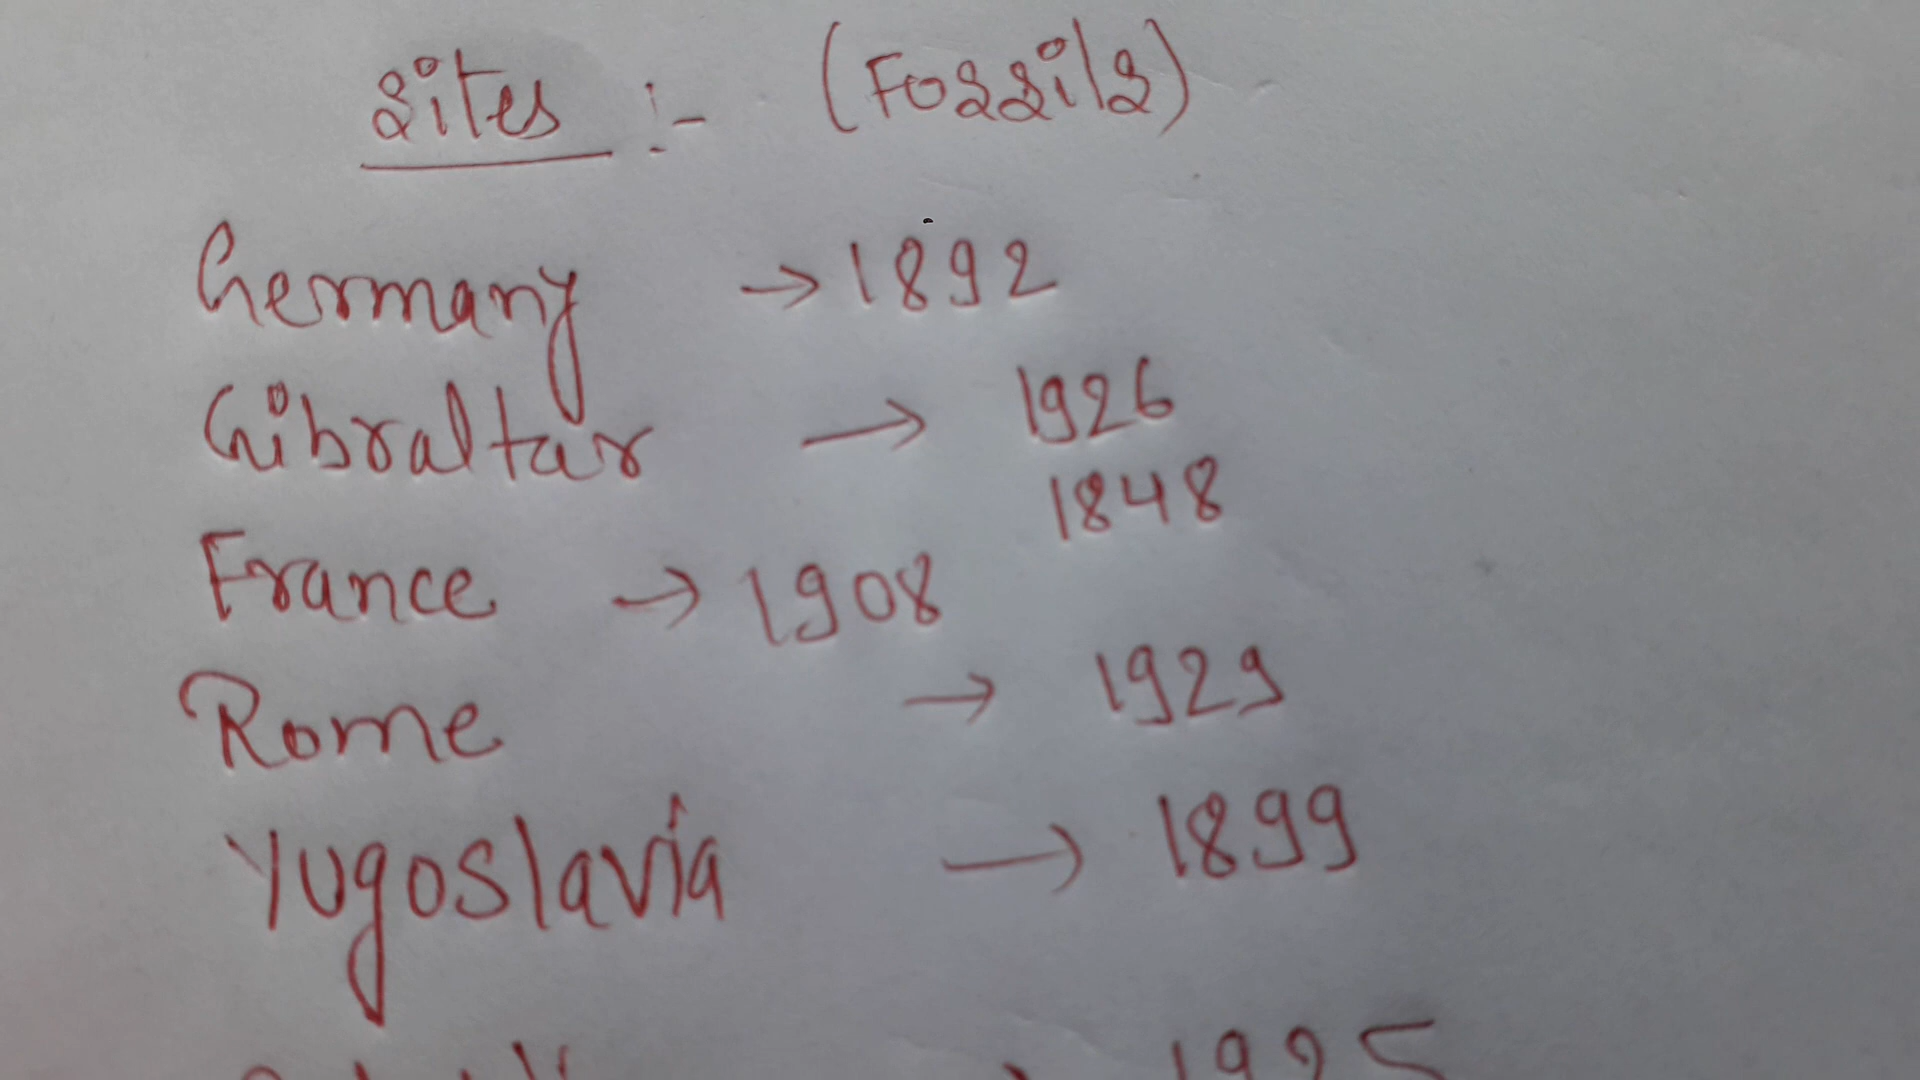 Sites :- (Fossils)
Germany → 1892
Gibraltar → 1926
1848
France → 1908
Rome → 1929
Yugoslavia → 1899